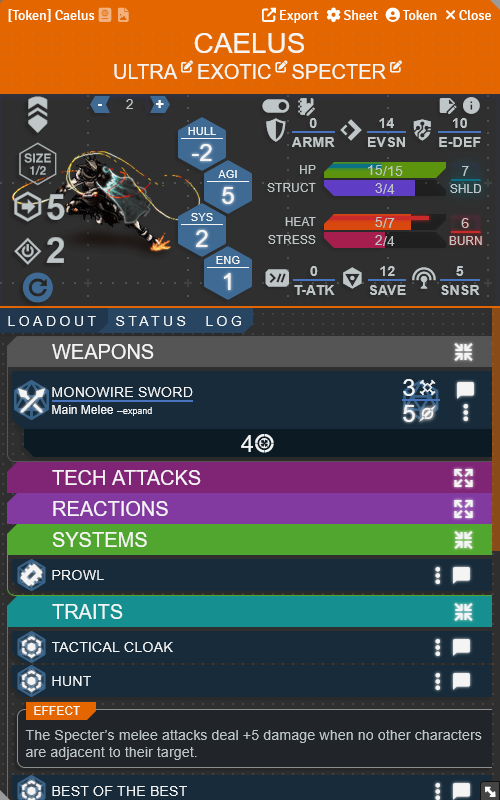 [Token] Caelus Export Sheet Token Close
CAELUS
ULTRA EXOTIC SPECTER
- 2 +
SIZE
1/2
5
2
HULL
-2
AGI
5
SYS
2
ENG
1
0 14 10
ARMR EVSN E-DEF
HP 15/15 7
STRUCT 3/4 SHLD
HEAT 5/7 6
STRESS 2/4 BURN
0 12 5
T-ATK SAVE SNSR
LOADOUT STATUS LOG
WEAPONS
MONOWIRE SWORD 3
Main Melee --expand 5
4
TECH ATTACKS
REACTIONS
SYSTEMS
PROWL
TRAITS
TACTICAL CLOAK
HUNT
EFFECT
The Specter's melee attacks deal +5 damage when no other characters
are adjacent to their target.
BEST OF THE BEST